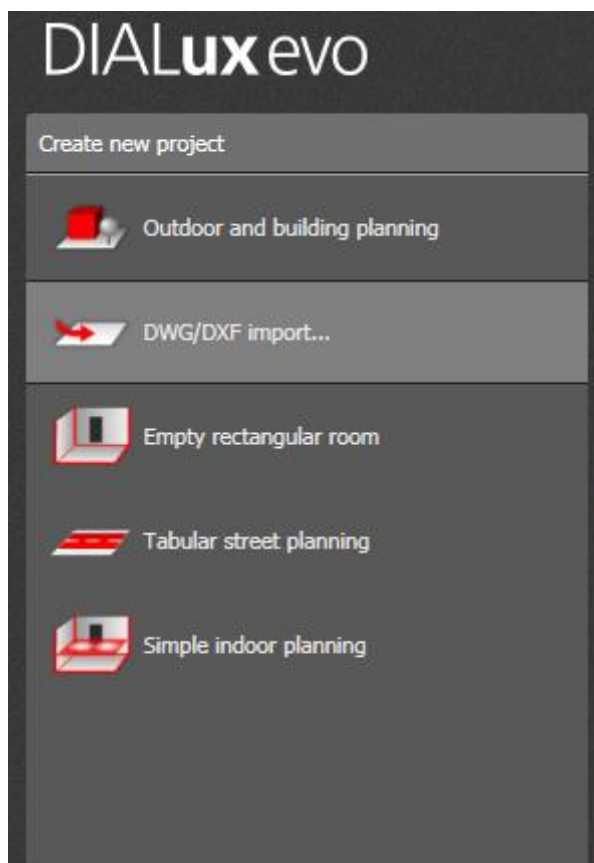 DIALux evo
Create new project
Outdoor and building planning
DWG/DXF import...
Empty rectangular room
Tabular street planning
Simple indoor planning